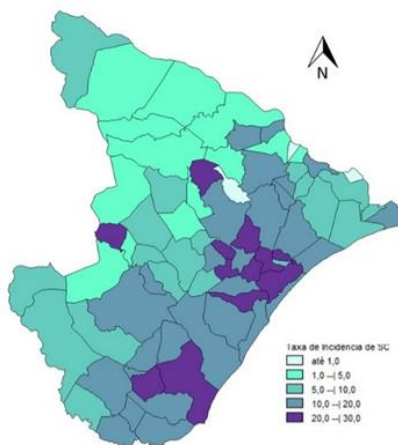 N
Taxa de Incidência de SC
até 1,0
1,0 --| 5,0
5,0 --| 10,0
10,0 --| 20,0
20,0 --| 30,0